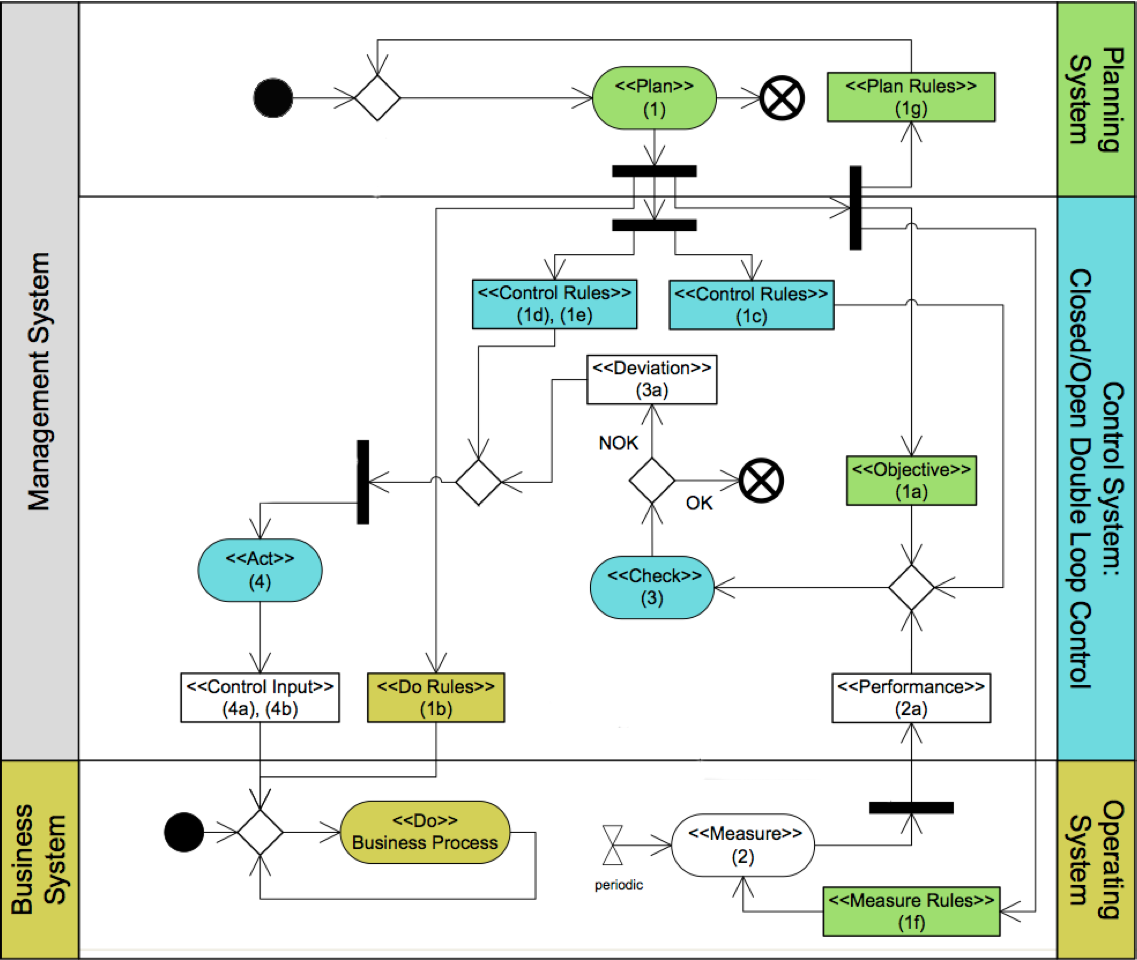 Management System
Business
System
Planning
System
Control System:
Closed/Open Double Loop Control
Operating
System
<<Plan>>
(1)
<<Plan Rules>>
(1g)
<<Control Rules>>
(1d), (1e)
<<Control Rules>>
(1c)
<<Deviation>>
(3a)
NOK
OK
<<Objective>>
(1a)
<<Act>>
(4)
<<Check>>
(3)
<<Control Input>>
(4a), (4b)
<<Do Rules>>
(1b)
<<Performance>>
(2a)
<<Do>>
Business Process
periodic
<<Measure>>
(2)
<<Measure Rules>>
(1f)